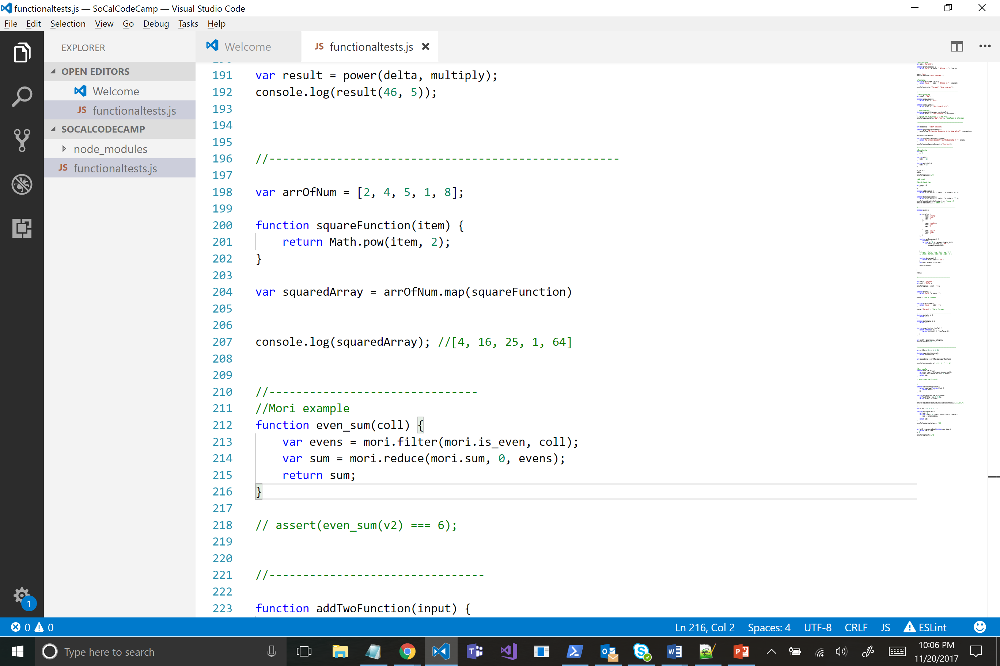 functionaltests.js — SoCalCodeCamp — Visual Studio Code
File Edit Selection View Go Debug Tasks Help
EXPLORER
OPEN EDITORS
Welcome
JS functionaltests.js
SOCALCODECAMP
node_modules
JS functionaltests.js
Welcome
JS functionaltests.js
191 var result = power(delta, multiply);
192 console.log(result(46, 5));
193
194
195
196 //----------------------------------------------------
197
198 var arrOfNum = [2, 4, 5, 1, 8];
199
200 function squareFunction(item) {
201 return Math.pow(item, 2);
202 }
203
204 var squaredArray = arrOfNum.map(squareFunction)
205
206
207 console.log(squaredArray); //[4, 16, 25, 1, 64]
208
209
210 //-------------------------------
211 //Mori example
212 function even_sum(coll) {
213 var evens = mori.filter(mori.is_even, coll);
214 var sum = mori.reduce(mori.sum, 0, evens);
215 return sum;
216 }
217
218 // assert(even_sum(v2) === 6);
219
220
221 //--------------------------------
222
223 function addTwoFunction(input) {
1
0 0
Ln 216, Col 2 Spaces: 4 UTF-8 CRLF JS ESLint
Type here to search
10:06 PM
11/20/2017